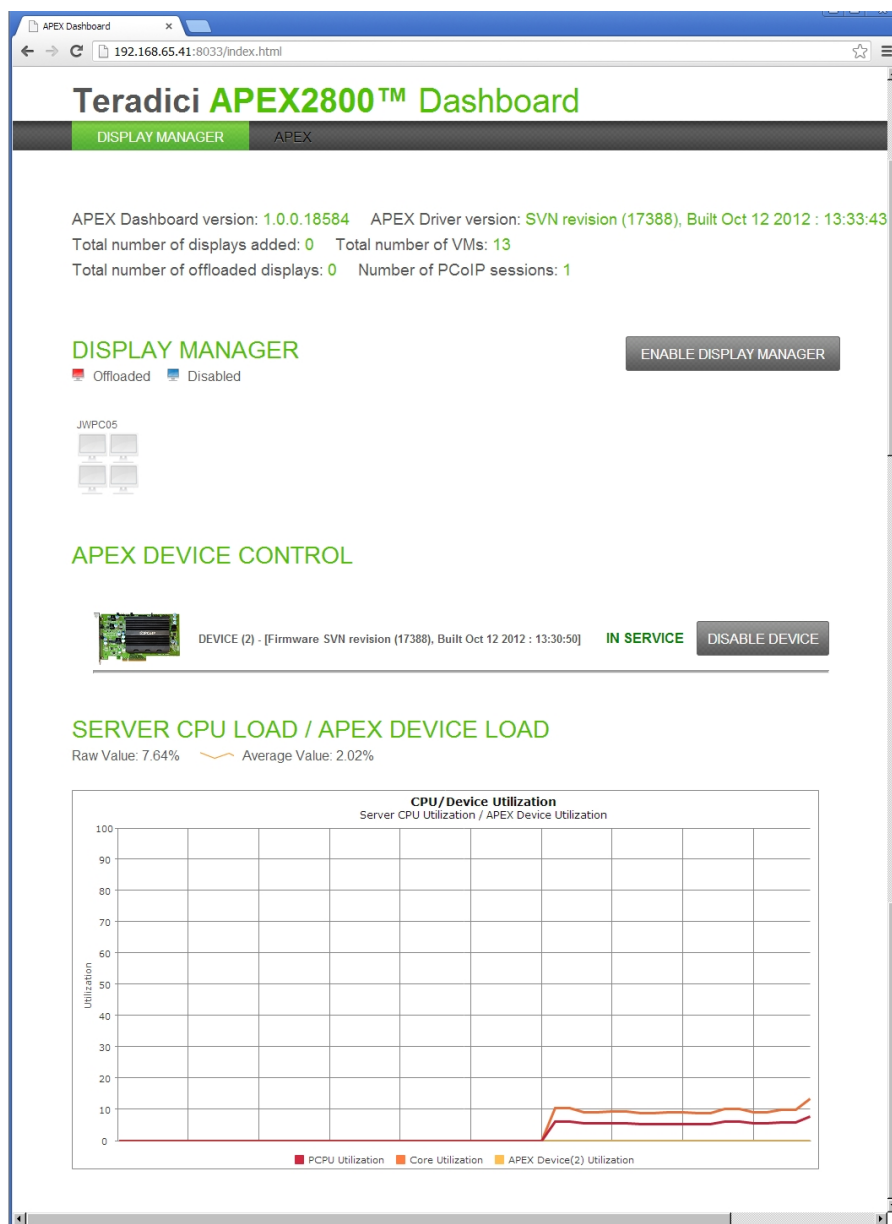 APEX Dashboard
192.168.65.41:8033/index.html
Teradici APEX2800™ Dashboard
DISPLAY MANAGER APEX
APEX Dashboard version: 1.0.0.18584 APEX Driver version: SVN revision (17388), Built Oct 12 2012 : 13:33:43
Total number of displays added: 0 Total number of VMs: 13
Total number of offloaded displays: 0 Number of PCoIP sessions: 1
DISPLAY MANAGER
ENABLE DISPLAY MANAGER
Offloaded Disabled
JWPC05
APEX DEVICE CONTROL
DEVICE (2) - [Firmware SVN revision (17388), Built Oct 12 2012 : 13:30:50] IN SERVICE DISABLE DEVICE
SERVER CPU LOAD / APEX DEVICE LOAD
Raw Value: 7.64% Average Value: 2.02%
CPU/Device Utilization
Server CPU Utilization / APEX Device Utilization
100
90
80
70
60
50
40
30
20
10
0
Utilization
PCPU Utilization Core Utilization APEX Device(2) Utilization